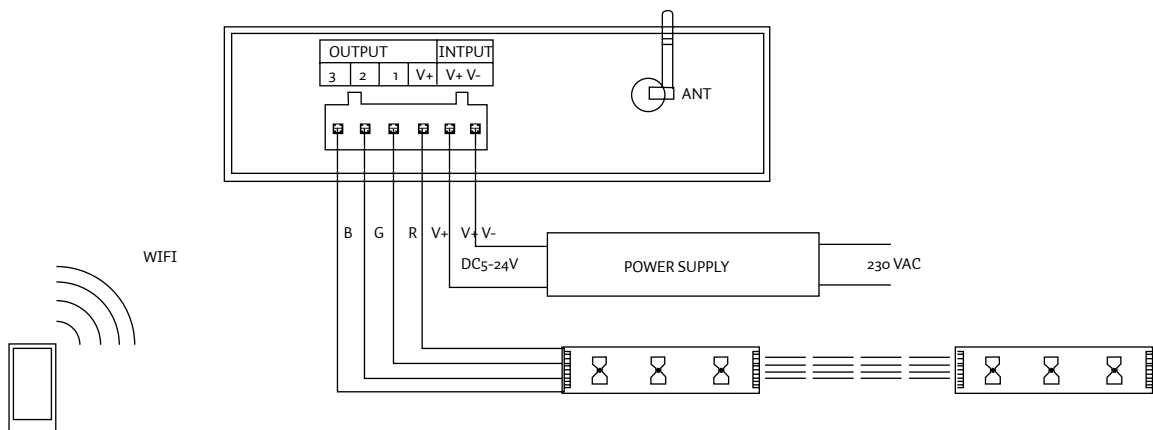 OUTPUT INTPUT
3 2 1 V+ V+ V-
ANT
B G R V+ V+ V-
WIFI
DC5-24V
POWER SUPPLY
230 VAC